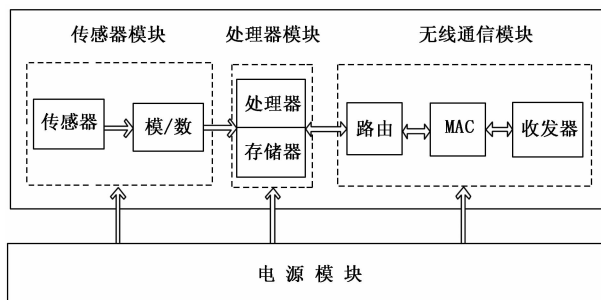 传感器模块
处理器模块
无线通信模块
传感器
模/数
处理器
存储器
路由
MAC
收发器
电源模块